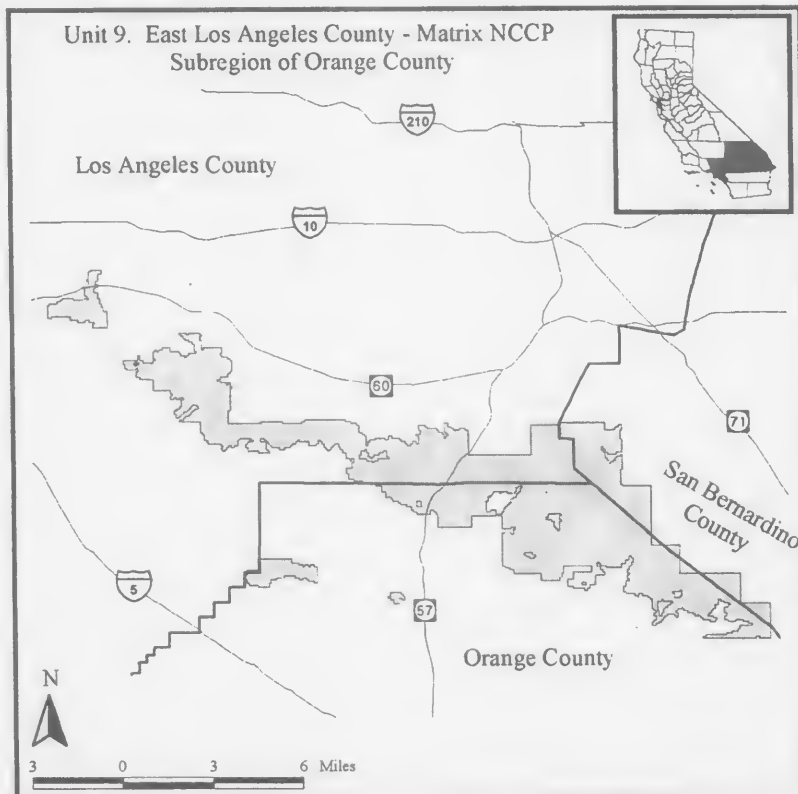 Unit 9. East Los Angeles County - Matrix NCCP
Subregion of Orange County
210
Los Angeles County
10
60
71
San Bernardino
County
5
57
Orange County
N
3 0 3 6 Miles